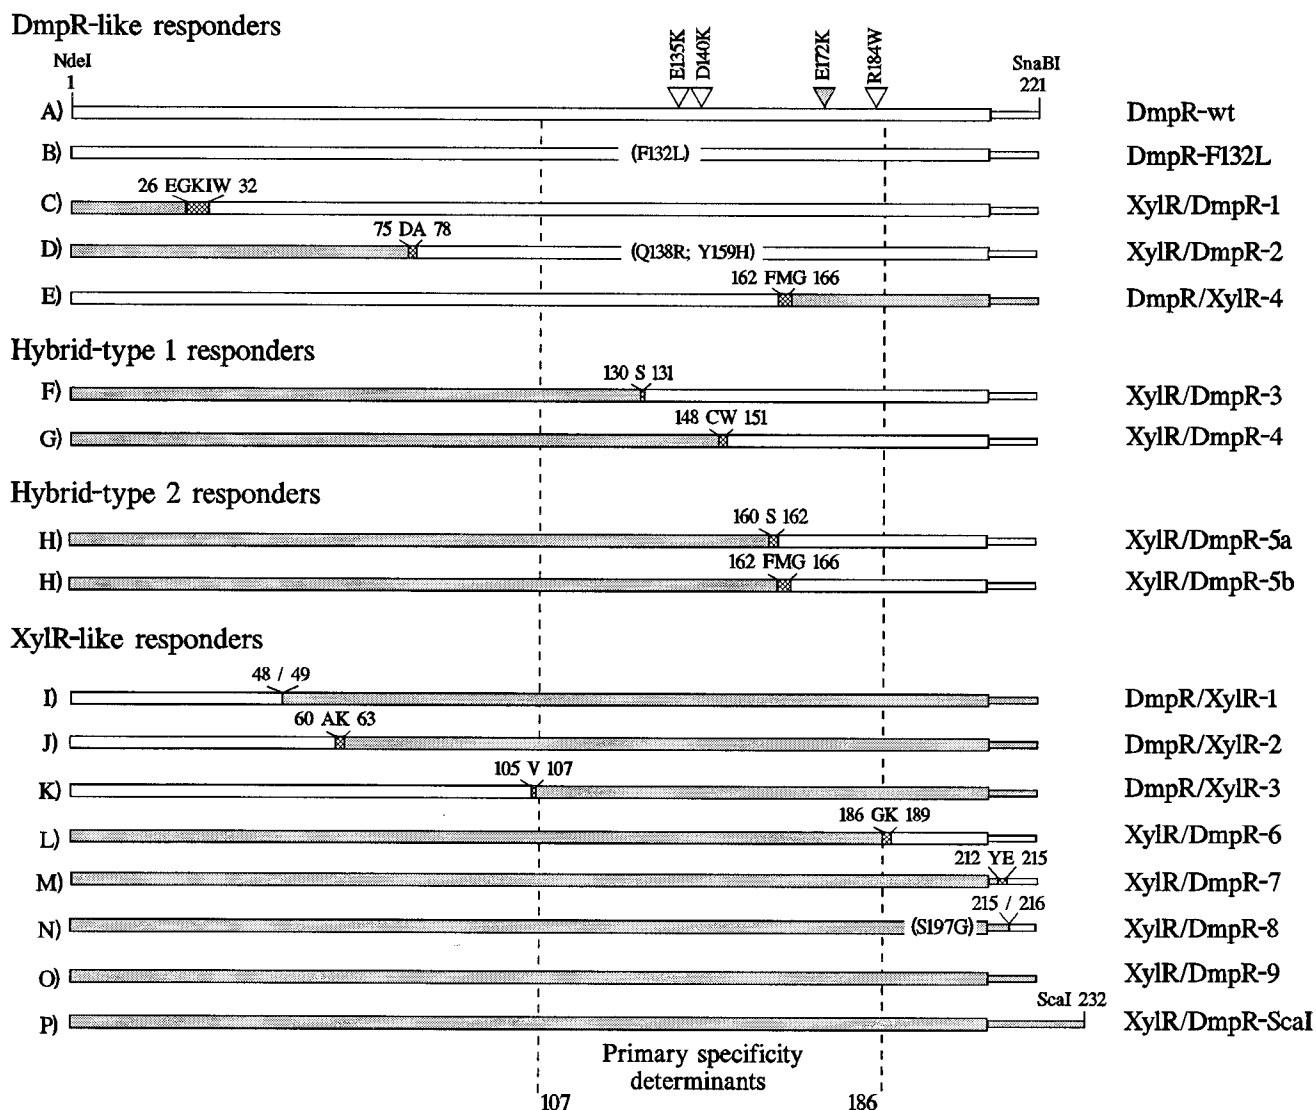 DmpR-like responders
E135K
D140K
E172K
R184W
NdeI
1
SnaBI
221
A) DmpR-wt
B) (F132L) DmpR-F132L
26 EGKIW 32
C) XylR/DmpR-1
75 DA 78
D) (Q138R; Y159H) XylR/DmpR-2
162 FMG 166
E) DmpR/XylR-4
Hybrid-type 1 responders
130 S 131
F) XylR/DmpR-3
148 CW 151
G) XylR/DmpR-4
Hybrid-type 2 responders
160 S 162
H) XylR/DmpR-5a
162 FMG 166
H) XylR/DmpR-5b
XylR-like responders
48 / 49
I) DmpR/XylR-1
60 AK 63
J) DmpR/XylR-2
105 V 107
K) DmpR/XylR-3
186 GK 189
L) XylR/DmpR-6
212 YE 215
M) XylR/DmpR-7
215 / 216
N) (S197G) XylR/DmpR-8
O) XylR/DmpR-9
ScaI 232
P) XylR/DmpR-ScaI
Primary specificity
determinants
107 186